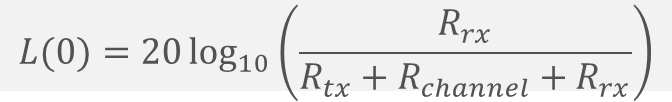 L(0) = 20 log₁₀ (R_rx / (R_tx + R_channel + R_rx))